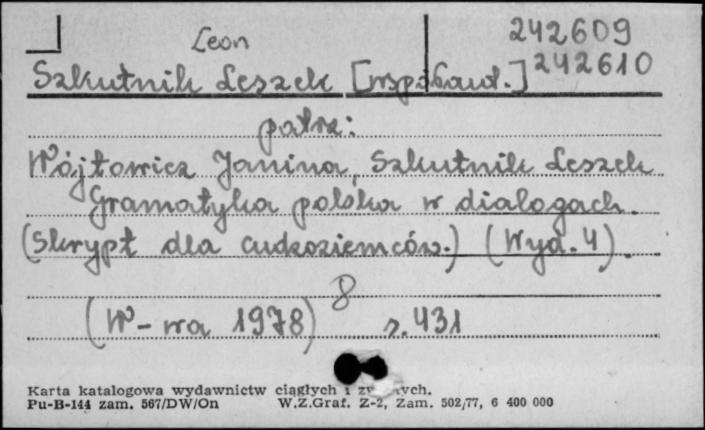 Leon 242609
Szkutnik Leszek [współaut.] 242610
patrz:
Wójtowicz Janina, Szkutnik Leszek
Gramatyka polska w dialogach.
(Skrypt dla cudzoziemców.) (Wyd. 4)
8
(W-wa 1978) s. 431
Karta katalogowa wydawnictw ciągłych i
Pu-B-144 zam. 567/DW/On W.Z.Graf. Z-2, Zam. 502/77, 6 400 000